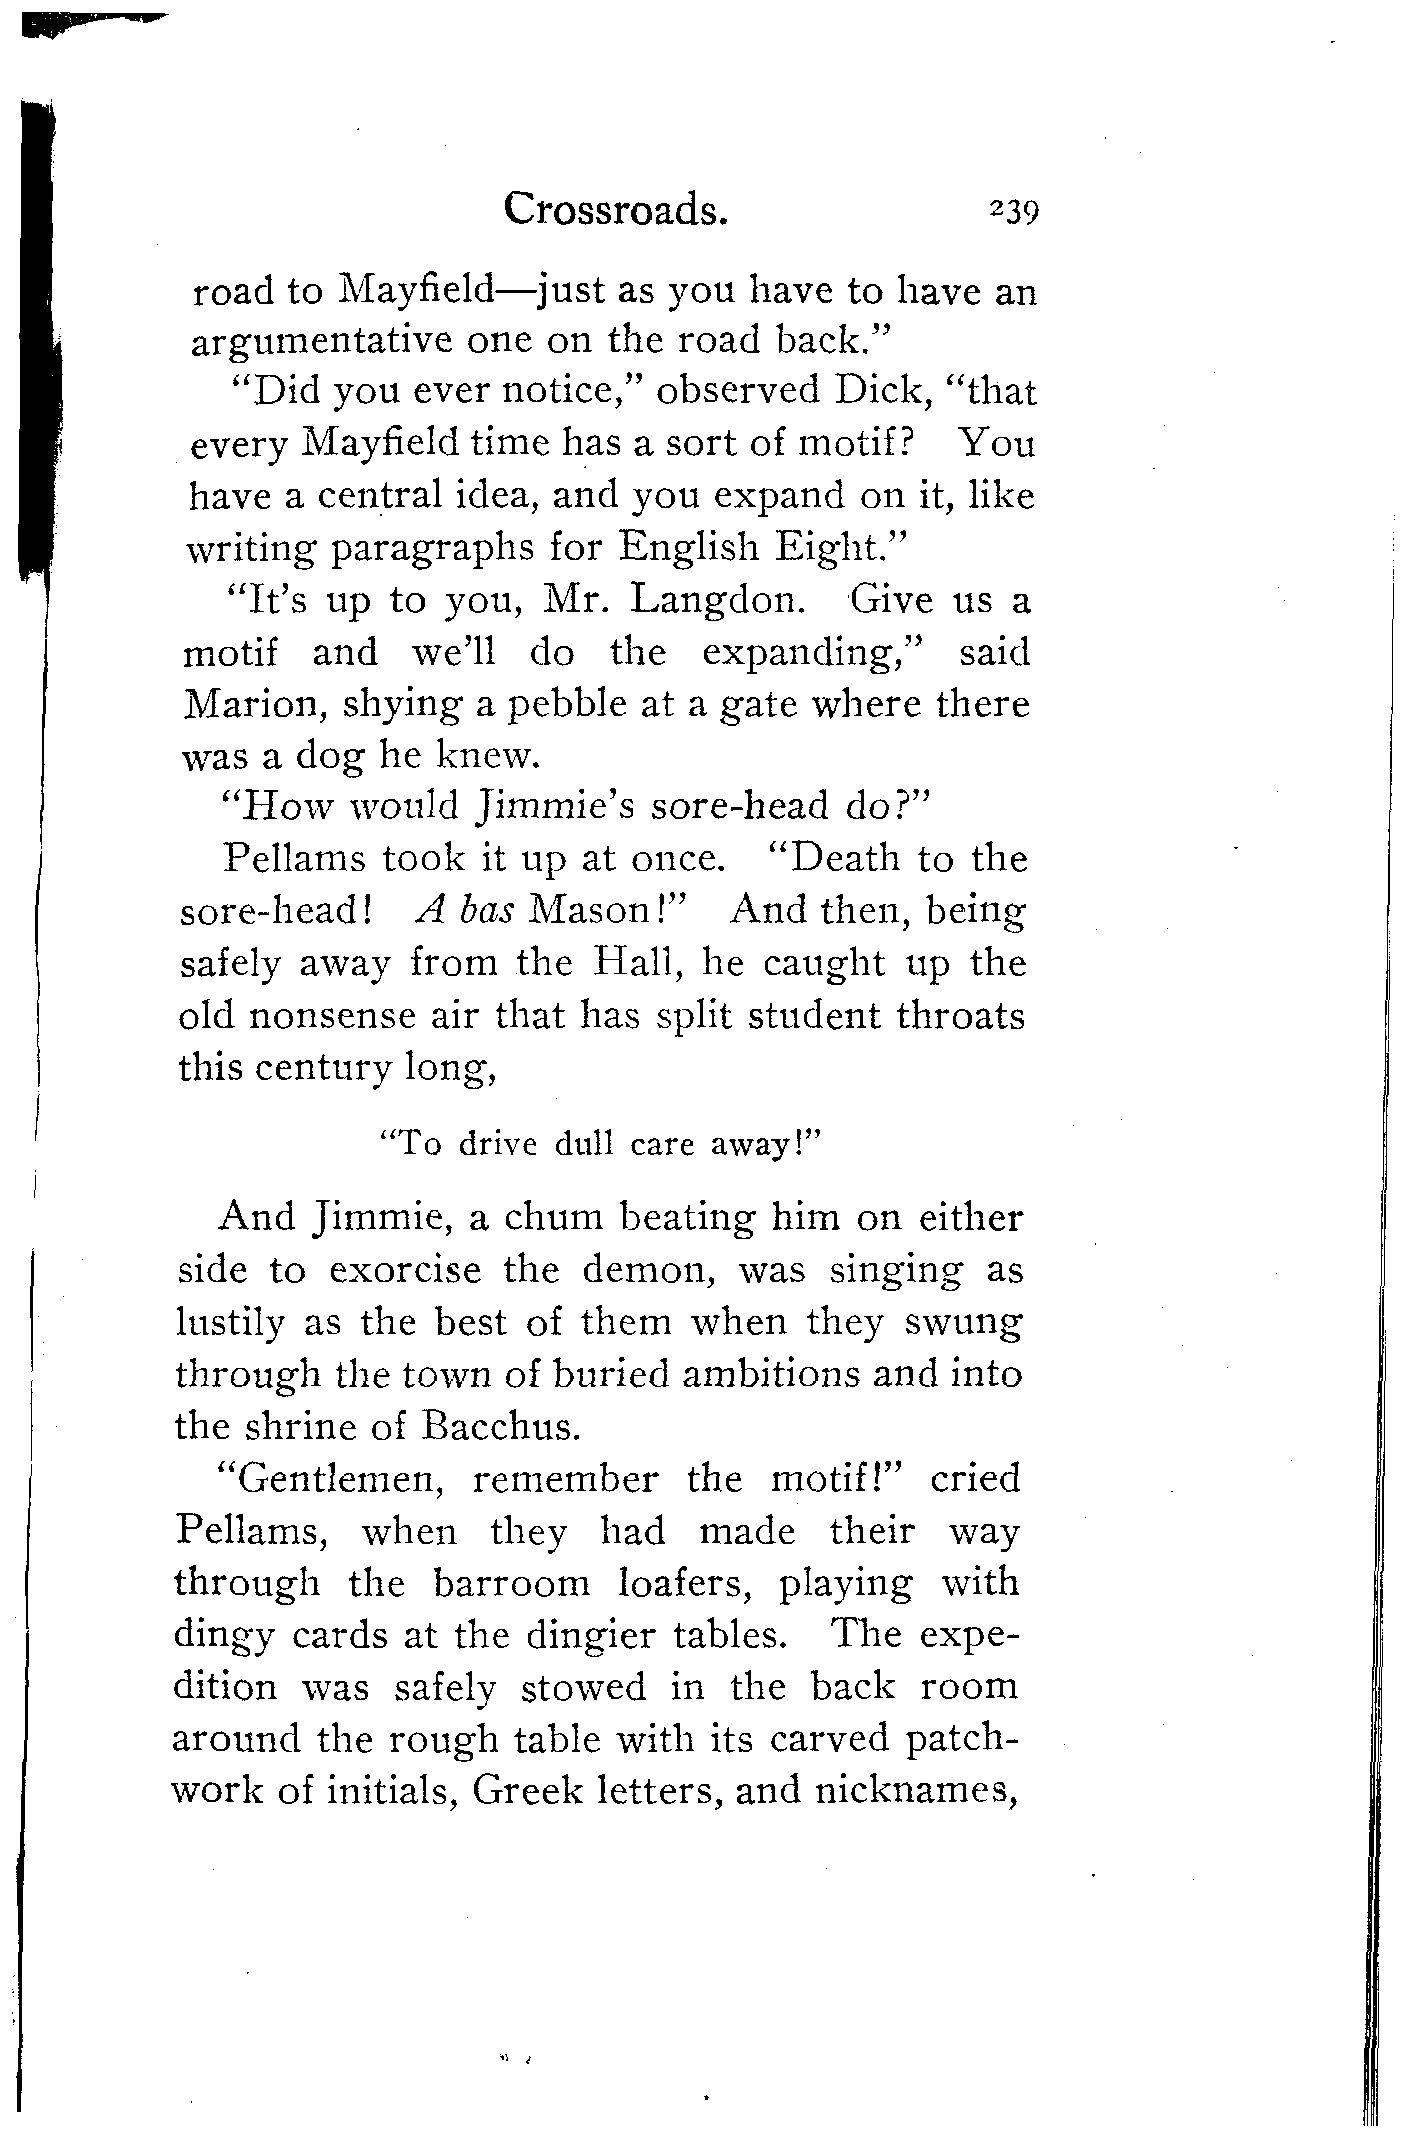 Crossroads. 239
road to Mayfield—just as you have to have an
argumentative one on the road back.”
“Did you ever notice,” observed Dick, “that
every Mayfield time has a sort of motif? You
have a central idea, and you expand on it, like
writing paragraphs for English Eight.”
“It’s up to you, Mr. Langdon. Give us a
motif and we’ll do the expanding,” said
Marion, shying a pebble at a gate where there
was a dog he knew.
“How would Jimmie’s sore-head do?”
Pellams took it up at once. “Death to the
sore-head! A bas Mason!” And then, being
safely away from the Hall, he caught up the
old nonsense air that has split student throats
this century long,
“To drive dull care away!”
And Jimmie, a chum beating him on either
side to exorcise the demon, was singing as
lustily as the best of them when they swung
through the town of buried ambitions and into
the shrine of Bacchus.
“Gentlemen, remember the motif!” cried
Pellams, when they had made their way
through the barroom loafers, playing with
dingy cards at the dingier tables. The expe-
dition was safely stowed in the back room
around the rough table with its carved patch-
work of initials, Greek letters, and nicknames,